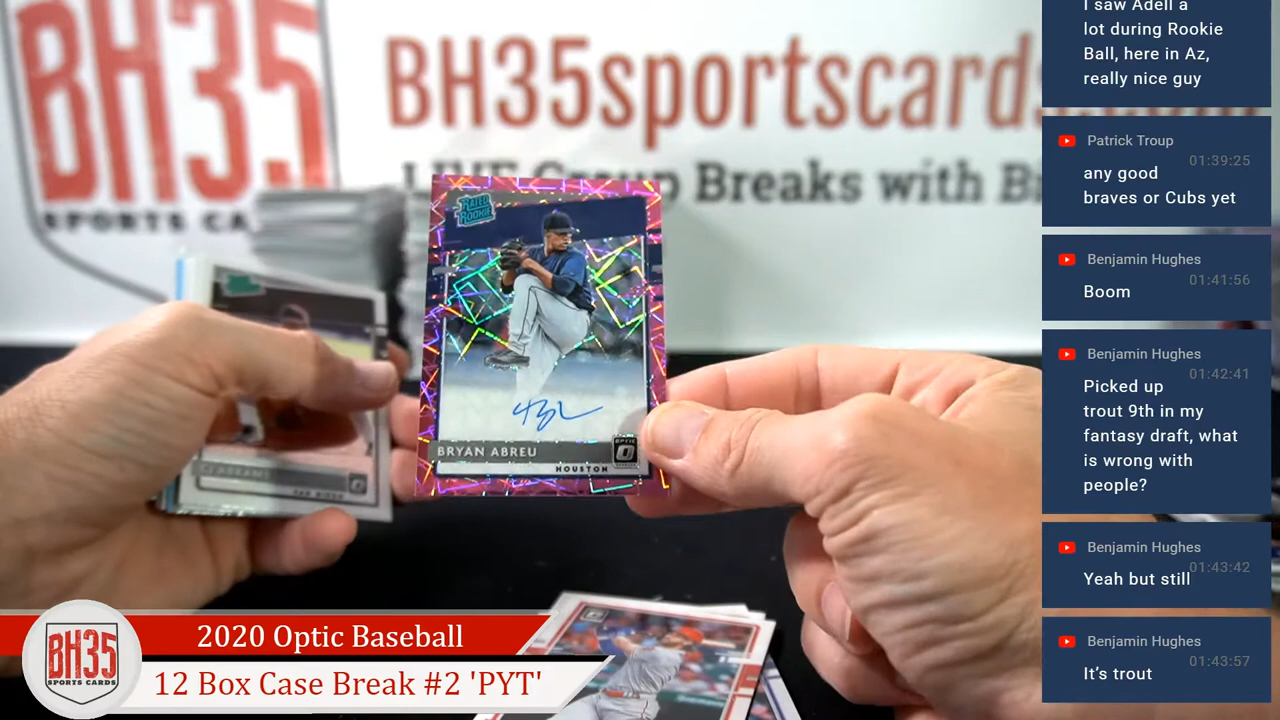 BH35
SPORTS CA
BH35sportscards
Group Breaks with B
RATED
ROOKIE
BRYAN ABREU
OPTIC
HOUSTON
CJ ABRAMS
SAN DIEGO
BH35
SPORTS CARDS
2020 Optic Baseball
12 Box Case Break #2 'PYT'
I saw Adell a
lot during Rookie
Ball, here in Az,
really nice guy
Patrick Troup
01:39:25
any good
braves or Cubs yet
Benjamin Hughes
01:41:56
Boom
Benjamin Hughes
01:42:41
Picked up
trout 9th in my
fantasy draft, what
is wrong with
people?
Benjamin Hughes
01:43:42
Yeah but still
Benjamin Hughes
01:43:57
It's trout